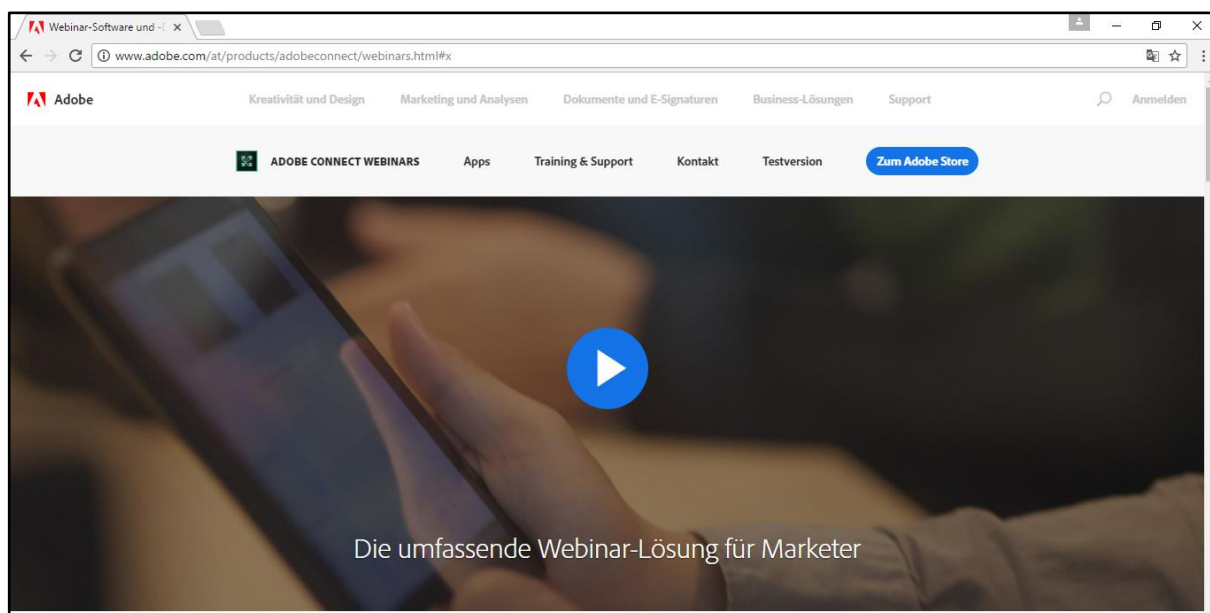 Webinar-Software und -E
www.adobe.com/at/products/adobeconnect/webinars.html#x
Adobe Kreativität und Design Marketing und Analysen Dokumente und E-Signaturen Business-Lösungen Support Anmelden
ADOBE CONNECT WEBINARS Apps Training & Support Kontakt Testversion Zum Adobe Store
Die umfassende Webinar-Lösung für Marketer